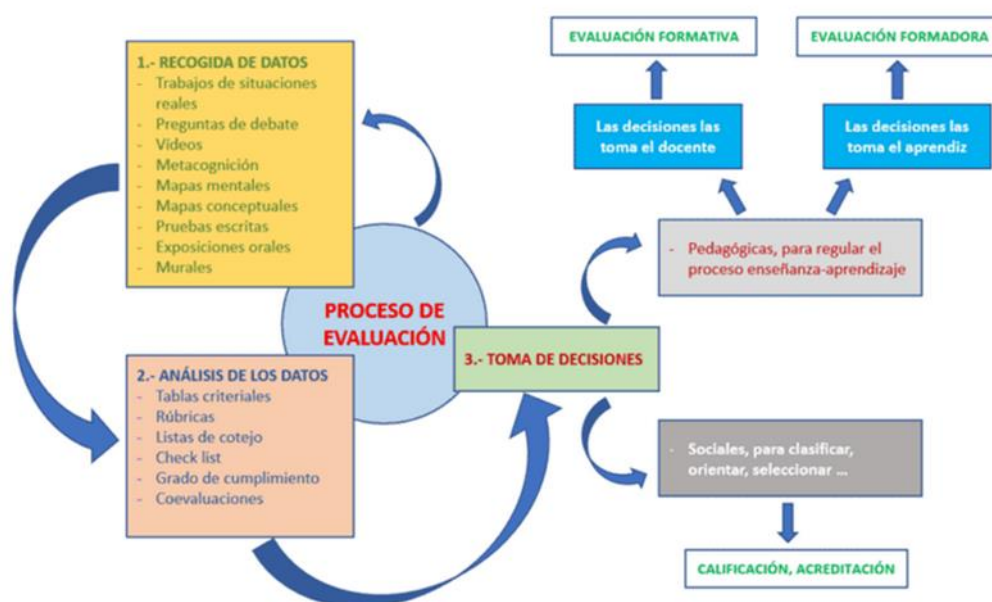 1.- RECOGIDA DE DATOS
- Trabajos de situaciones
reales
- Preguntas de debate
- Vídeos
- Metacognición
- Mapas mentales
- Mapas conceptuales
- Pruebas escritas
- Exposiciones orales
- Murales
PROCESO DE
EVALUACIÓN
2.- ANÁLISIS DE LOS DATOS
- Tablas criteriales
- Rúbricas
- Listas de cotejo
- Check list
- Grado de cumplimiento
- Coevaluaciones
3.- TOMA DE DECISIONES
- Pedagógicas, para regular el
proceso enseñanza-aprendizaje
Las decisiones las
toma el docente
EVALUACIÓN FORMATIVA
Las decisiones las
toma el aprendiz
EVALUACIÓN FORMADORA
- Sociales, para clasificar,
orientar, seleccionar ...
CALIFICACIÓN, ACREDITACIÓN